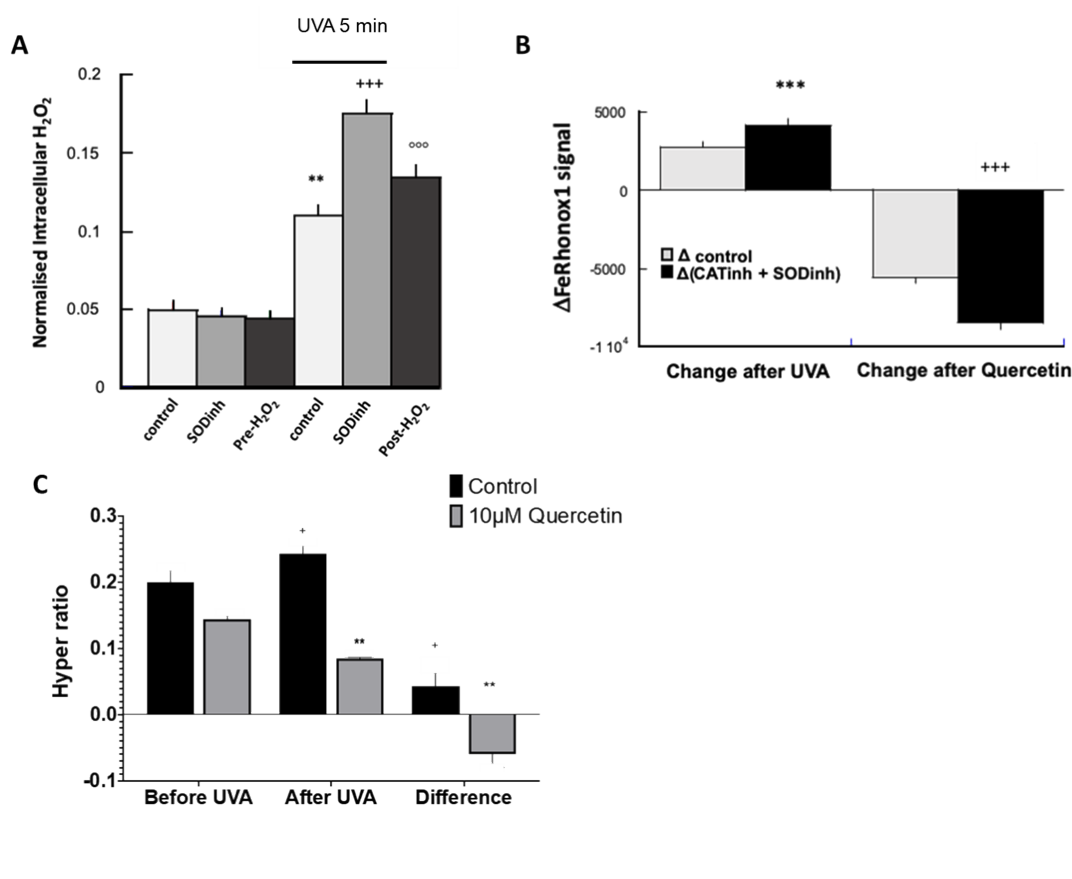 UVA 5 min
A
B
Normalised Intracellular H₂O₂
0.2
0.15
0.1
0.05
0
**
+++
°°°
control
SODinh
Pre-H₂O₂
control
SODinh
Post-H₂O₂
ΔFeRhonox1 signal
5000
0
-5000
-1 10⁴
***
+++
Δ control
Δ(CATinh + SODinh)
Change after UVA
Change after Quercetin
C
Control
10µM Quercetin
Hyper ratio
0.3
0.2
0.1
0.0
-0.1
+
**
+
**
Before UVA
After UVA
Difference